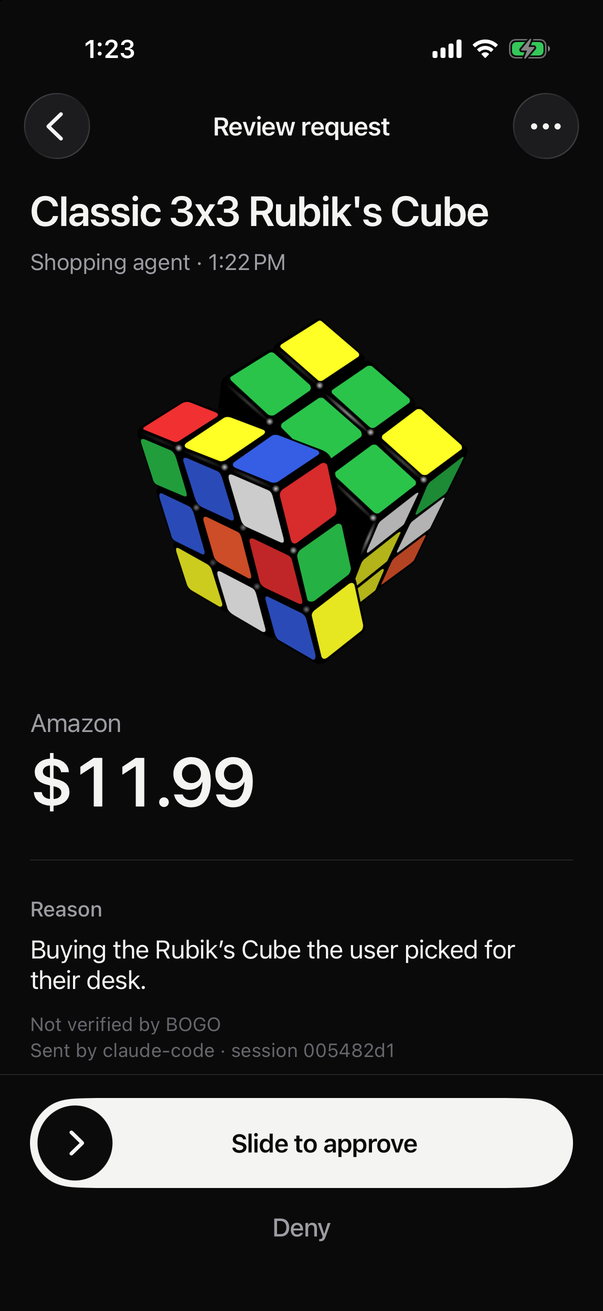 1:23
Review request
Classic 3x3 Rubik's Cube
Shopping agent · 1:22 PM
Amazon
$11.99
Reason
Buying the Rubik’s Cube the user picked for
their desk.
Not verified by BOGO
Sent by claude-code · session 005482d1
Slide to approve
Deny